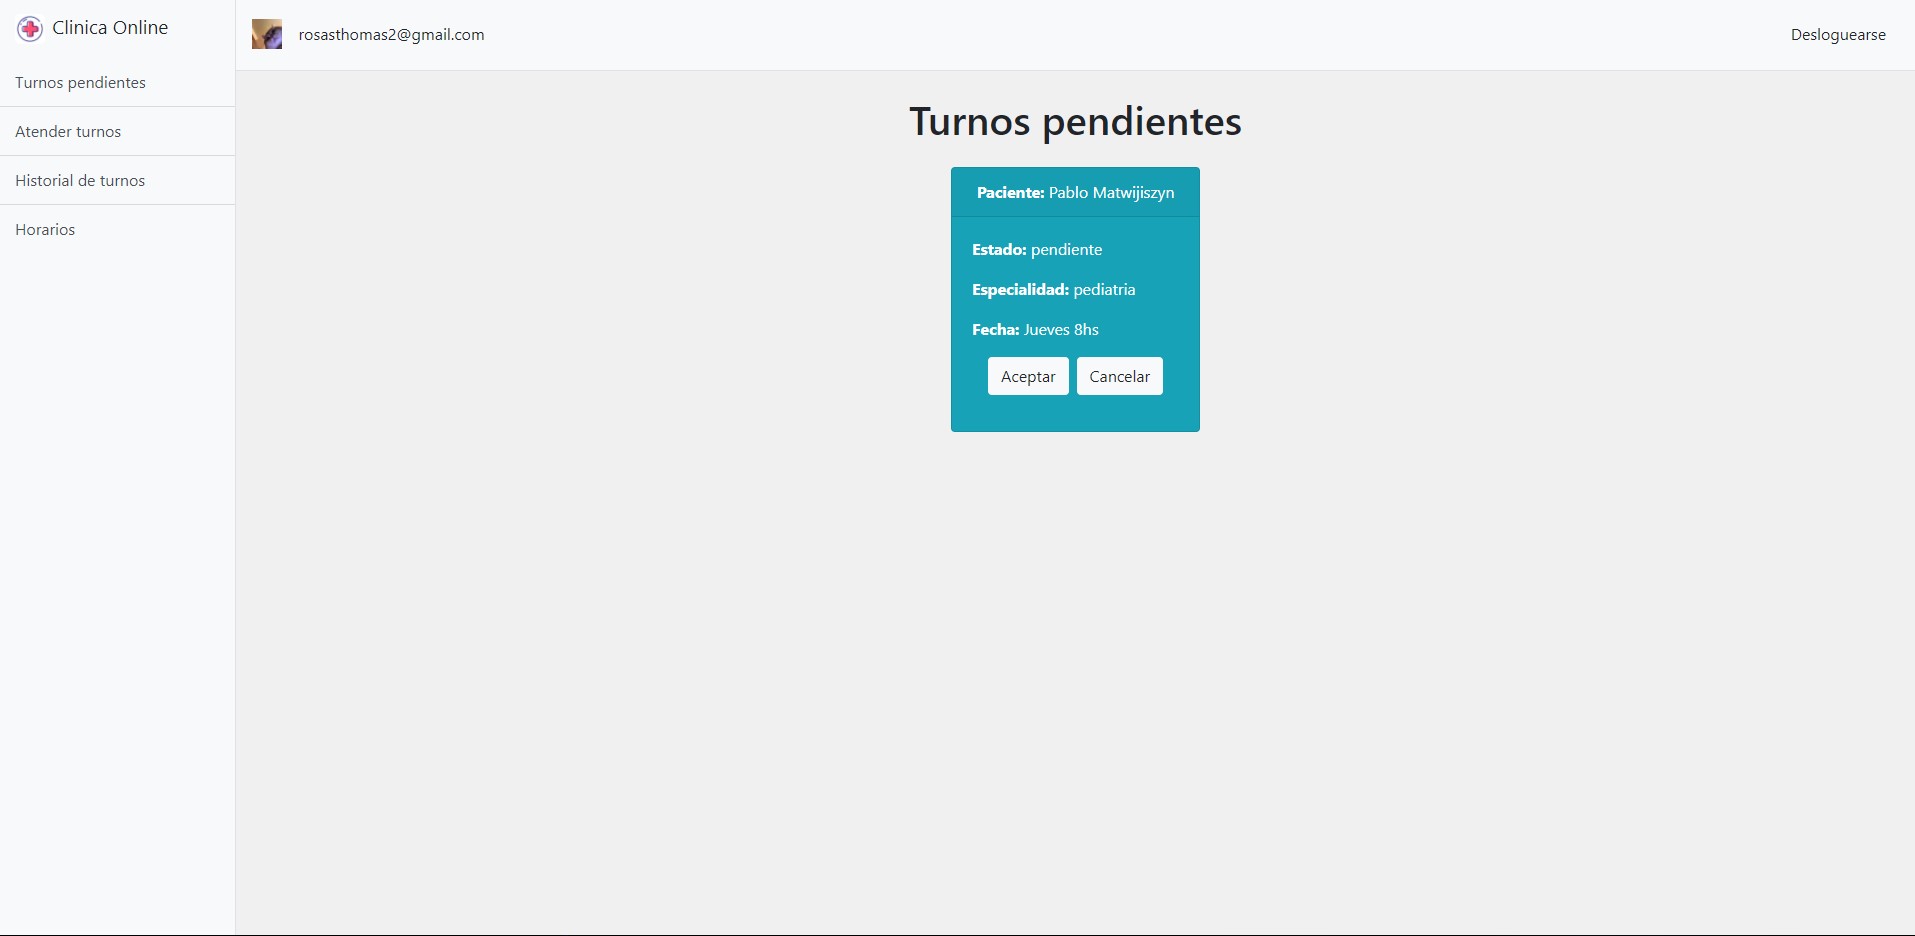 Clinica Online
Turnos pendientes
Atender turnos
Historial de turnos
Horarios
rosasthomas2@gmail.com
Desloguearse
Turnos pendientes
Paciente: Pablo Matwijiszyn
Estado: pendiente
Especialidad: pediatria
Fecha: Jueves 8hs
Aceptar Cancelar